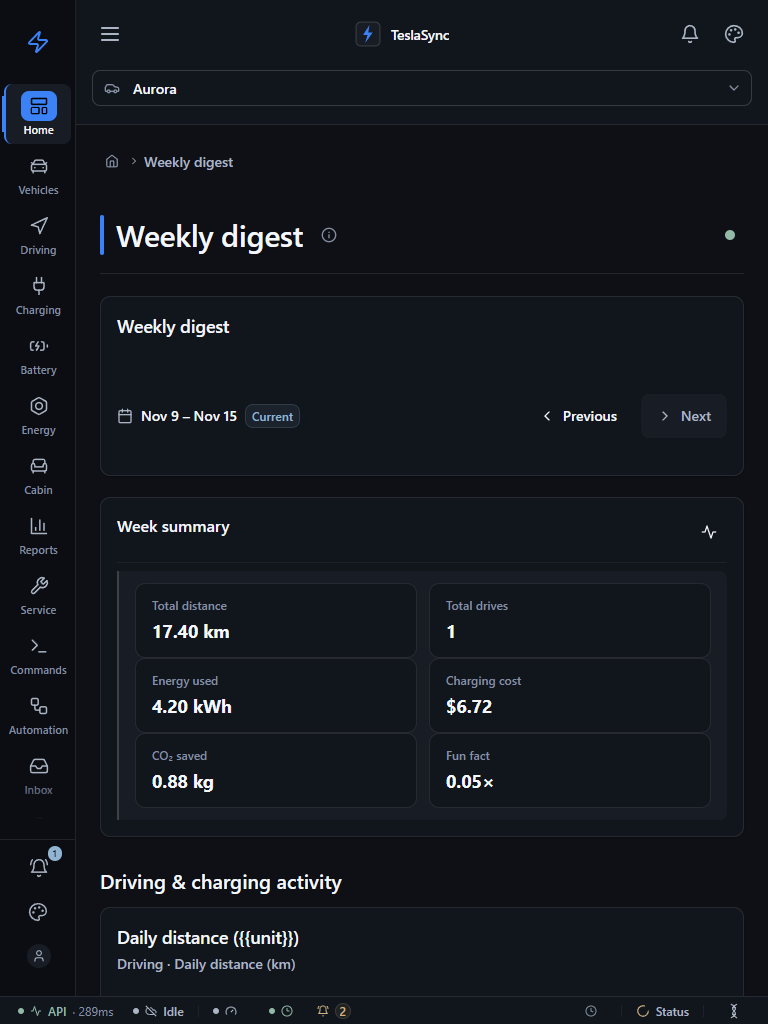 TeslaSync
Aurora
Home
Vehicles
Driving
Charging
Battery
Energy
Cabin
Reports
Service
Commands
Automation
Inbox
1
Weekly digest
Weekly digest
Weekly digest
Nov 9 – Nov 15 Current Previous Next
Week summary
Total distance
17.40 km
Total drives
1
Energy used
4.20 kWh
Charging cost
$6.72
CO₂ saved
0.88 kg
Fun fact
0.05×
Driving & charging activity
Daily distance ({{unit}})
Driving · Daily distance (km)
API · 289ms Idle 2 Status